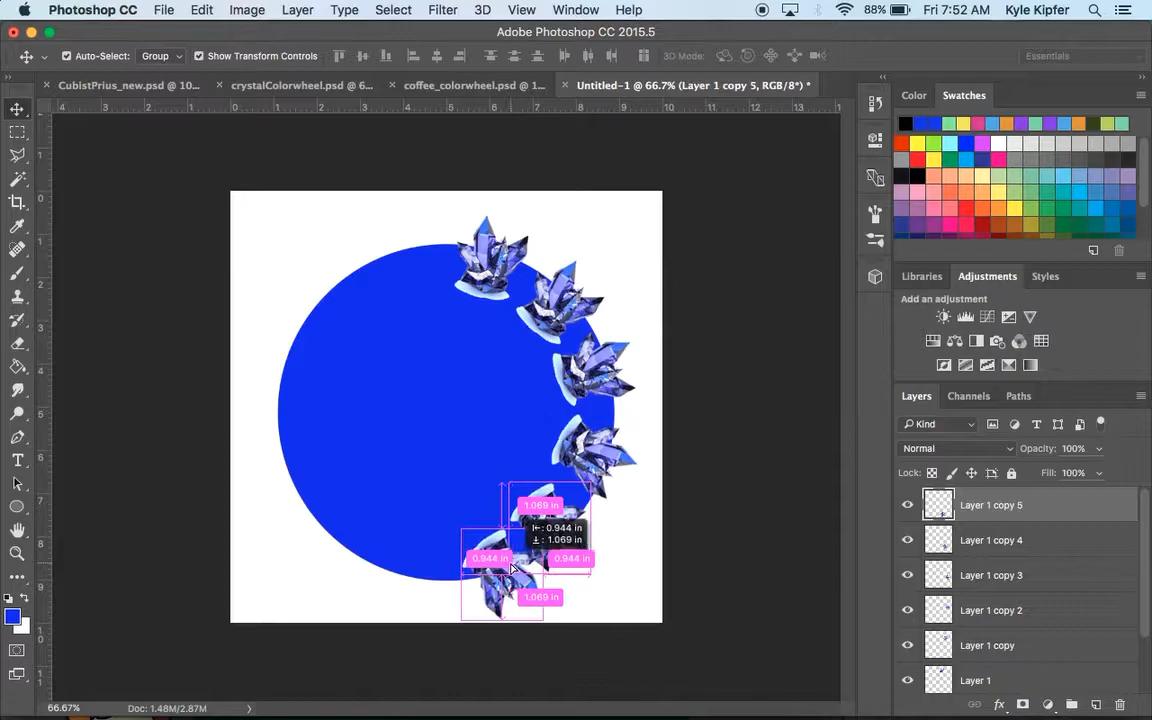 Photoshop CC File Edit Image Layer Type Select Filter 3D View Window Help 88% Fri 7:52 AM Kyle Kipfer
Adobe Photoshop CC 2015.5
Auto-Select: Group Show Transform Controls 3D Mode: Essentials
CubistPrius_new.psd @ 10... crystalColorwheel.psd @ 6... coffee_colorwheel.psd @ 1... Untitled-1 @ 66.7% (Layer 1 copy 5, RGB/8*) *
Color Swatches
Libraries Adjustments Styles
Add an adjustment
Layers Channels Paths
Kind
Normal Opacity: 100%
Lock: Fill: 100%
1.069 in
Layer 1 copy 5
: 0.944 in
: 1.069 in
Layer 1 copy 4
0.944 in 0.944 in
Layer 1 copy 3
1.069 in
Layer 1 copy 2
Layer 1 copy
Layer 1
66.67% Doc: 1.48M/2.87M